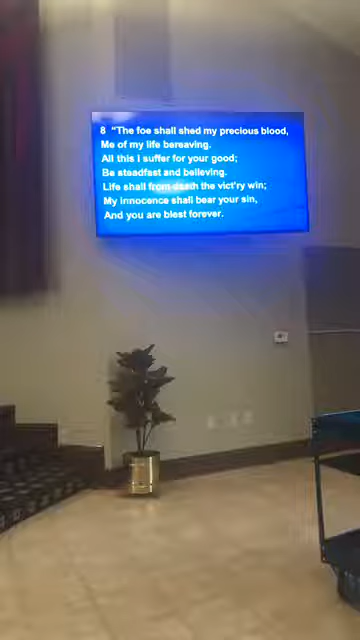 8 "The foe shall shed my precious blood,
Me of my life bereaving.
All this I suffer for your good;
Be steadfast and believing.
Life shall from death the vict'ry win;
My innocence shall bear your sin,
And you are blest forever.